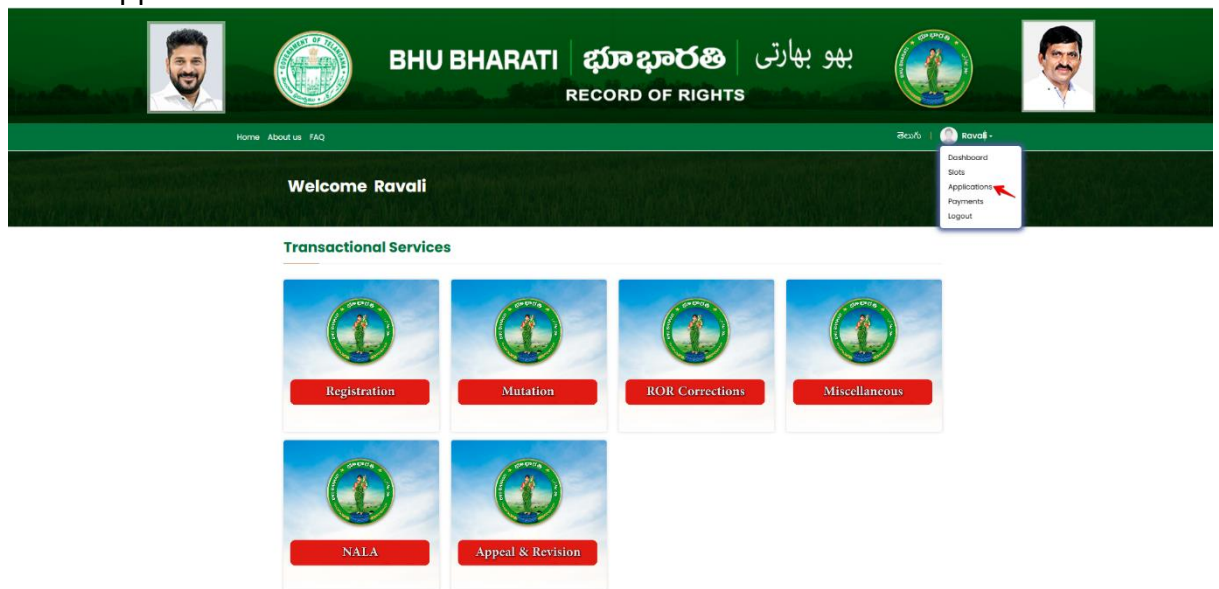 BHU BHARATI భూ భారతి بھو بھارتی
RECORD OF RIGHTS
Home About us FAQ
తెలుగు | Ravali
Dashboard
Slots
Applications
Payments
Logout
Welcome Ravali
Transactional Services
Registration
Mutation
ROR Corrections
Miscellaneous
NALA
Appeal & Revision